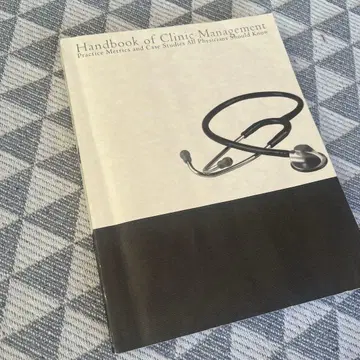 Handbook of Clinic Management
Practice Metrics and Case Studies All Physicians Should Know